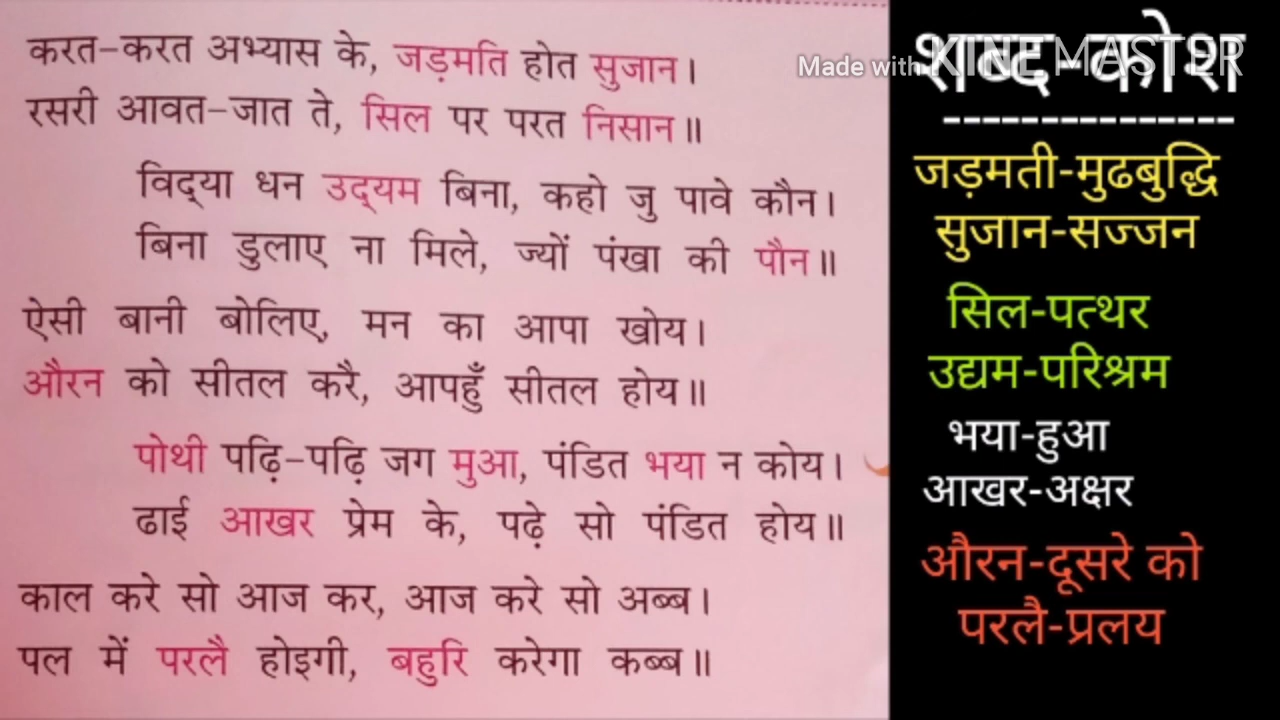 करत-करत अभ्यास के, जड़मति होत सुजान।
रसरी आवत-जात ते, सिल पर परत निसान॥
विद्‌या धन उद्‌यम बिना, कहो जु पावे कौन।
बिना डुलाए ना मिले, ज्यों पंखा की पौन॥
ऐसी बानी बोलिए, मन का आपा खोय।
औरन को सीतल करै, आपहुँ सीतल होय॥
पोथी पढ़ि-पढ़ि जग मुआ, पंडित भया न कोय।
ढाई आखर प्रेम के, पढ़े सो पंडित होय॥
काल करे सो आज कर, आज करे सो अब्ब।
पल में परलै होइगी, बहुरि करेगा कब्ब॥
Made with KINEMASTER
शब्द-कोश
---------------
जड़मती-मुढबुद्धि
सुजान-सज्जन
सिल-पत्थर
उद्यम-परिश्रम
भया-हुआ
आखर-अक्षर
औरन-दूसरे को
परलै-प्रलय